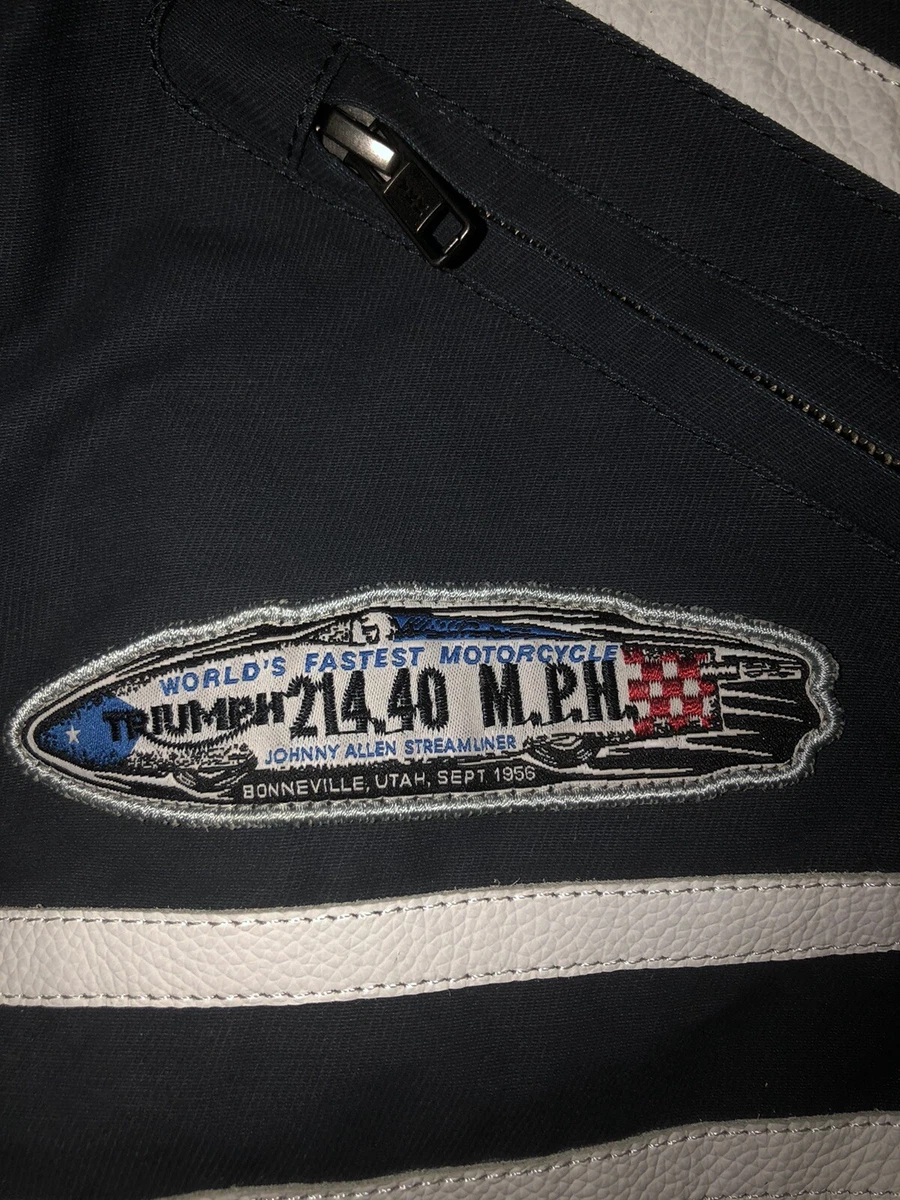 WORLD'S FASTEST MOTORCYCLE
TRIUMPH 214.40 M.P.H.
JOHNNY ALLEN STREAMLINER
BONNEVILLE, UTAH, SEPT 1956